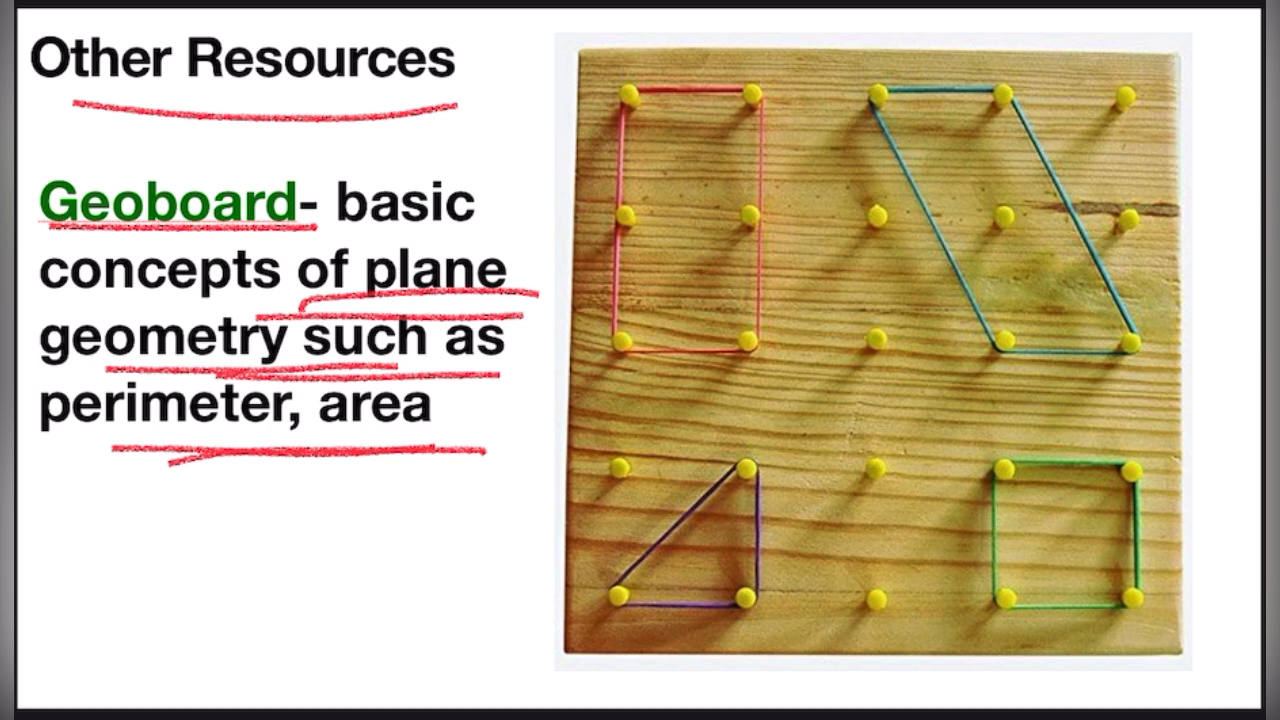 Other Resources
Geoboard- basic
concepts of plane
geometry such as
perimeter, area